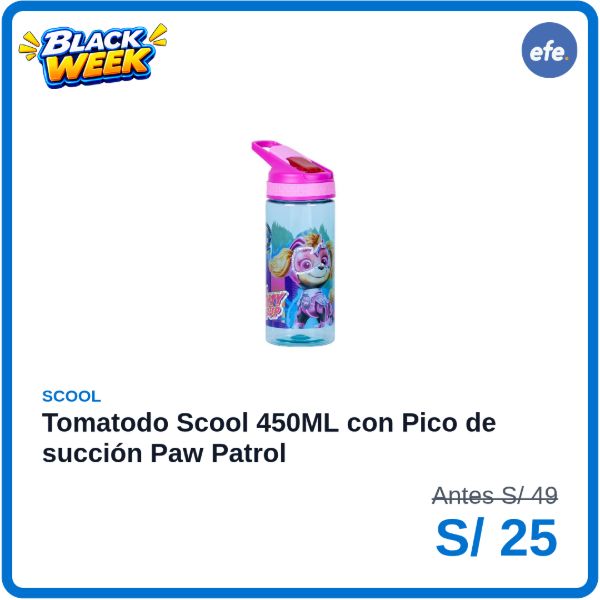 BLACK
WEEK
efe.
SCOOL
Tomatodo Scool 450ML con Pico de
succión Paw Patrol
Antes S/ 49
S/ 25